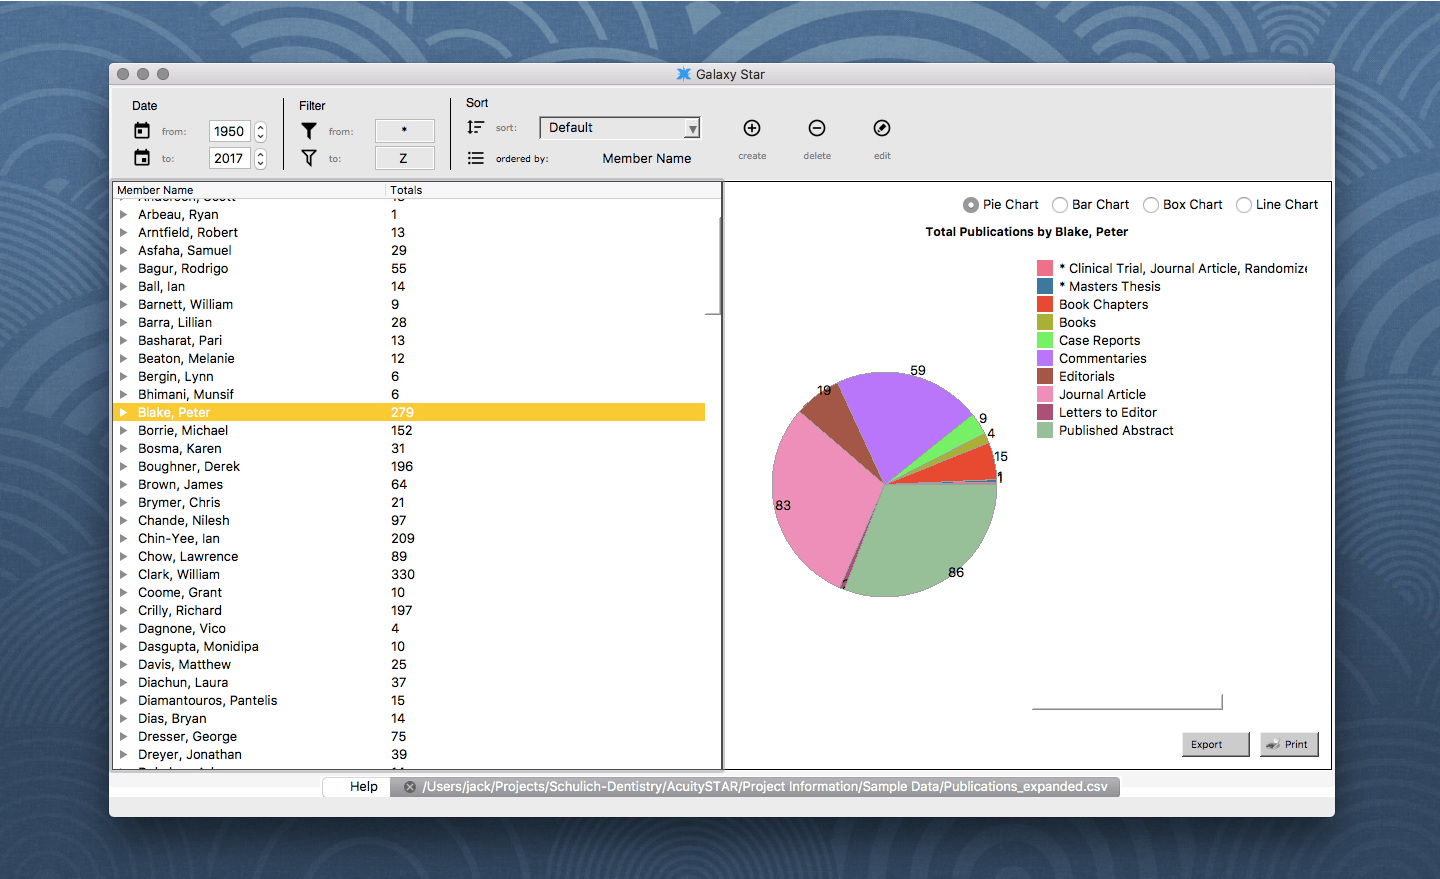 Galaxy Star
Date
from: 1950
to: 2017
Filter
from: *
to: Z
Sort
sort: Default
ordered by: Member Name
create
delete
edit
Member Name Totals
Arbeau, Ryan 1
Arntfield, Robert 13
Asfaha, Samuel 29
Bagur, Rodrigo 55
Ball, Ian 14
Barnett, William 9
Barra, Lillian 28
Basharat, Pari 13
Beaton, Melanie 12
Bergin, Lynn 6
Bhimani, Munsif 6
Blake, Peter 279
Borrie, Michael 152
Bosma, Karen 31
Boughner, Derek 196
Brown, James 64
Brymer, Chris 21
Chande, Nilesh 97
Chin-Yee, Ian 209
Chow, Lawrence 89
Clark, William 330
Coome, Grant 10
Crilly, Richard 197
Dagnone, Vico 4
Dasgupta, Monidipa 10
Davis, Matthew 25
Diachun, Laura 37
Diamantouros, Pantelis 15
Dias, Bryan 14
Dresser, George 75
Dreyer, Jonathan 39
Pie Chart
Bar Chart
Box Chart
Line Chart
Total Publications by Blake, Peter
* Clinical Trial, Journal Article, Randomize
* Masters Thesis
Book Chapters
Books
Case Reports
Commentaries
Editorials
Journal Article
Letters to Editor
Published Abstract
59
19
9
4
15
1
83
86
Export
Print
Help
/Users/jack/Projects/Schulich-Dentistry/AcuitySTAR/Project Information/Sample Data/Publications_expanded.csv